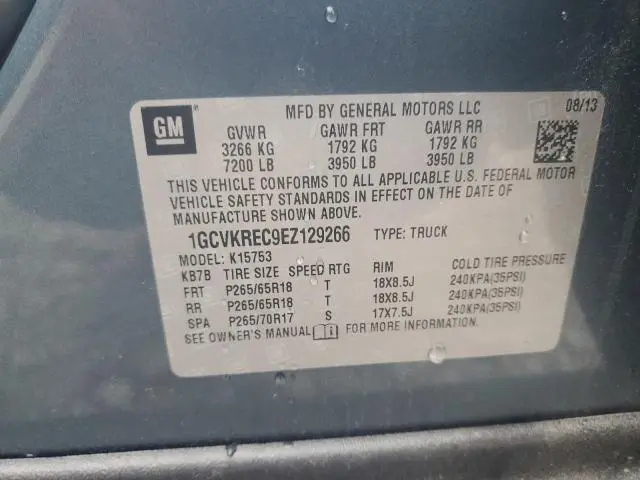 GM
MFD BY GENERAL MOTORS LLC 08/13
GVWR GAWR FRT GAWR RR
3266 KG 1792 KG 1792 KG
7200 LB 3950 LB 3950 LB
THIS VEHICLE CONFORMS TO ALL APPLICABLE U.S. FEDERAL MOTOR
VEHICLE SAFETY STANDARDS IN EFFECT ON THE DATE OF
MANUFACTURE SHOWN ABOVE.
1GCVKREC9EZ129266 TYPE: TRUCK
MODEL: K15753
KB7B TIRE SIZE SPEED RTG RIM COLD TIRE PRESSURE
FRT P265/65R18 T 18X8.5J 240KPA(35PSI)
RR P265/65R18 T 18X8.5J 240KPA(35PSI)
SPA P265/70R17 S 17X7.5J 240KPA(35PSI)
SEE OWNER'S MANUAL FOR MORE INFORMATION.